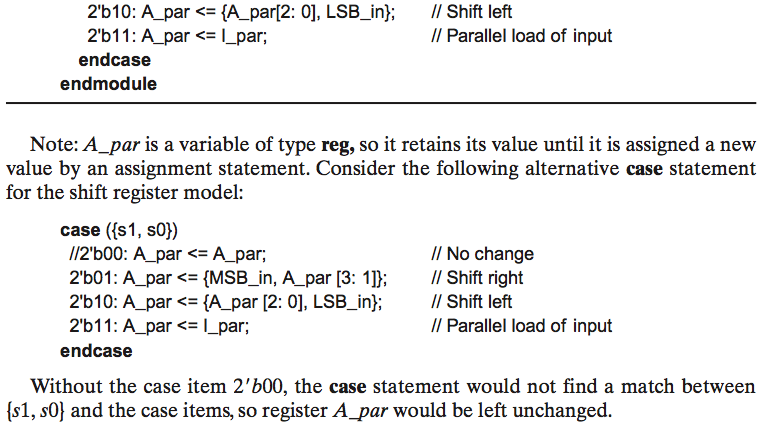 2'b10: A_par <= {A_par[2: 0], LSB_in}; // Shift left
2'b11: A_par <= I_par; // Parallel load of input
endcase
endmodule
Note: A_par is a variable of type reg, so it retains its value until it is assigned a new
value by an assignment statement. Consider the following alternative case statement
for the shift register model:
case ({s1, s0})
//2'b00: A_par <= A_par; // No change
2'b01: A_par <= {MSB_in, A_par [3: 1]}; // Shift right
2'b10: A_par <= {A_par [2: 0], LSB_in}; // Shift left
2'b11: A_par <= I_par; // Parallel load of input
endcase
Without the case item 2'b00, the case statement would not find a match between
{s1, s0} and the case items, so register A_par would be left unchanged.